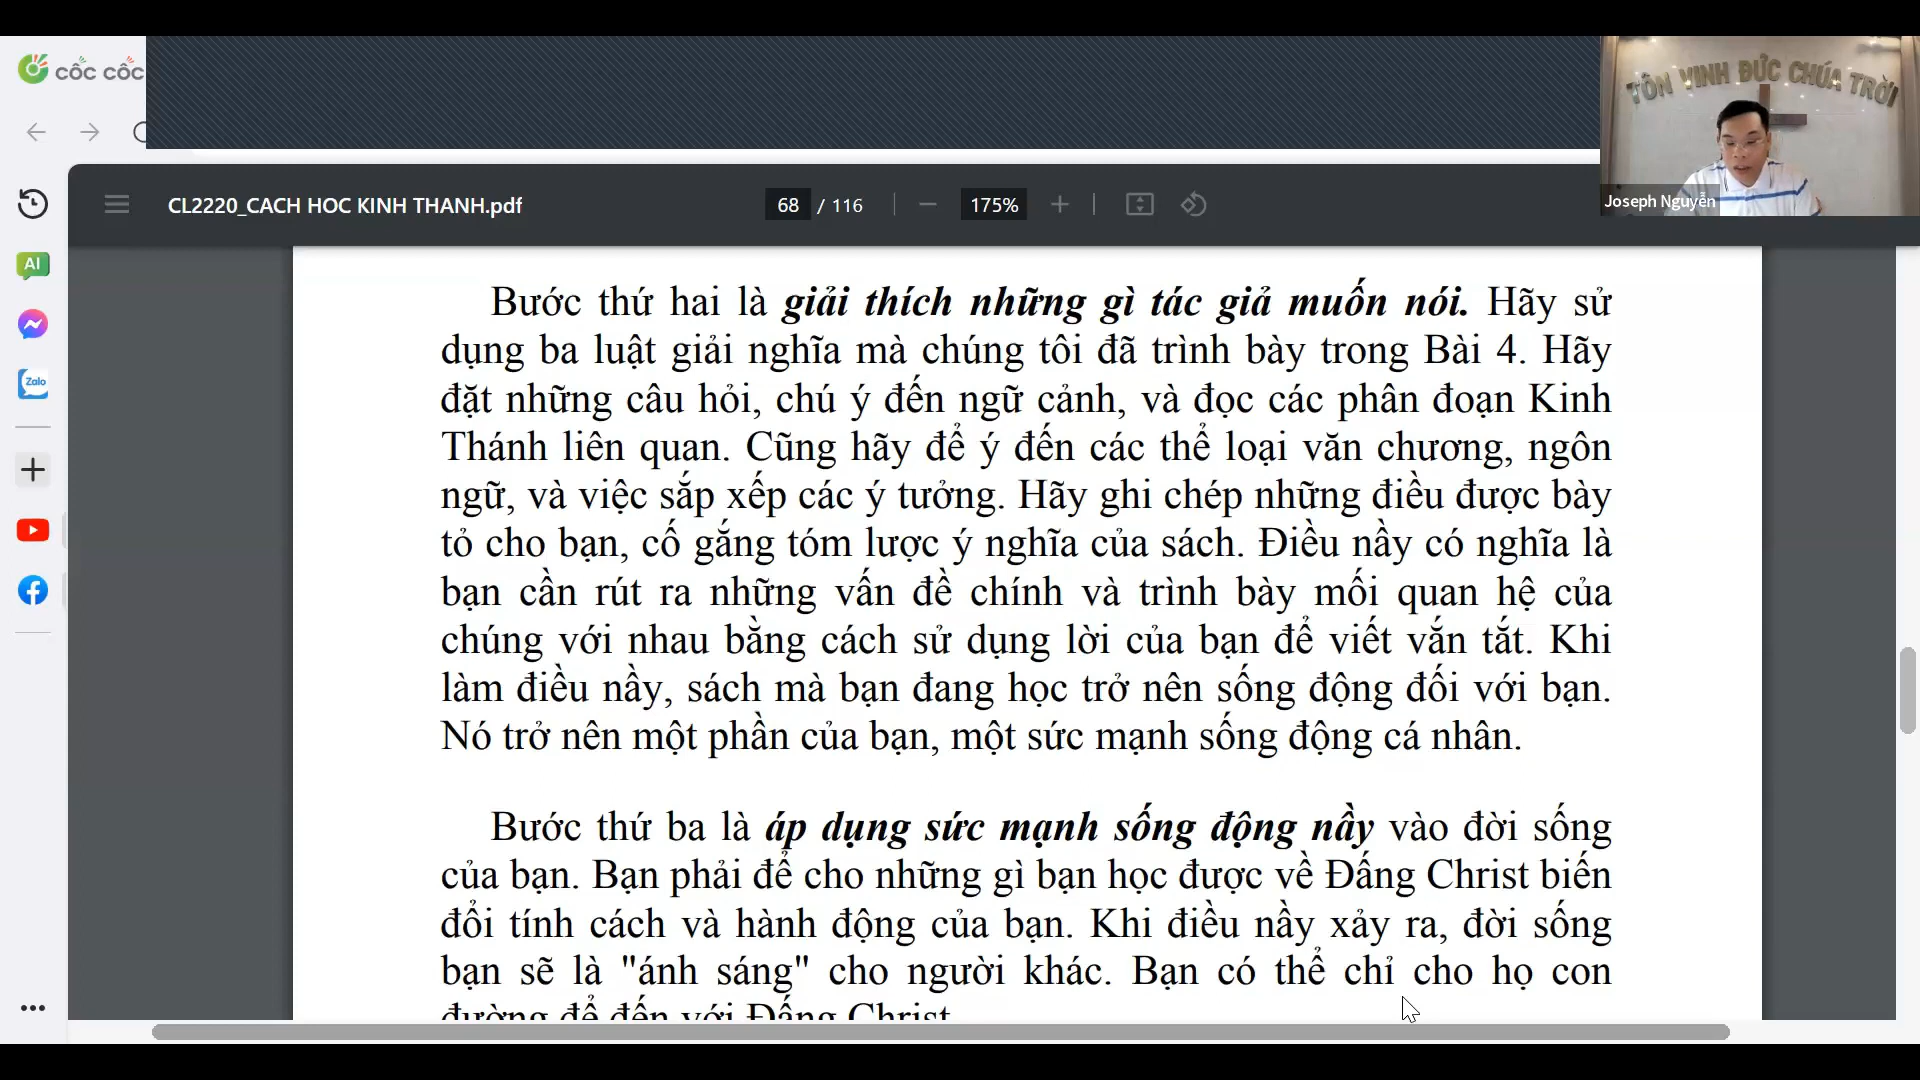 cốc cốc
TÔN VINH ĐỨC CHÚA TRỜI
Joseph Nguyễn
CL2220_CACH HOC KINH THANH.pdf
68 / 116
175%
AI
Zalo
Bước thứ hai là giải thích những gì tác giả muốn nói. Hãy sử
dụng ba luật giải nghĩa mà chúng tôi đã trình bày trong Bài 4. Hãy
đặt những câu hỏi, chú ý đến ngữ cảnh, và đọc các phân đoạn Kinh
Thánh liên quan. Cũng hãy để ý đến các thể loại văn chương, ngôn
ngữ, và việc sắp xếp các ý tưởng. Hãy ghi chép những điều được bày
tỏ cho bạn, cố gắng tóm lược ý nghĩa của sách. Điều nầy có nghĩa là
bạn cần rút ra những vấn đề chính và trình bày mối quan hệ của
chúng với nhau bằng cách sử dụng lời của bạn để viết vắn tắt. Khi
làm điều nầy, sách mà bạn đang học trở nên sống động đối với bạn.
Nó trở nên một phần của bạn, một sức mạnh sống động cá nhân.
Bước thứ ba là áp dụng sức mạnh sống động nầy vào đời sống
của bạn. Bạn phải để cho những gì bạn học được về Đấng Christ biến
đổi tính cách và hành động của bạn. Khi điều nầy xảy ra, đời sống
bạn sẽ là "ánh sáng" cho người khác. Bạn có thể chỉ cho họ con
đường để đến với Đấng Christ